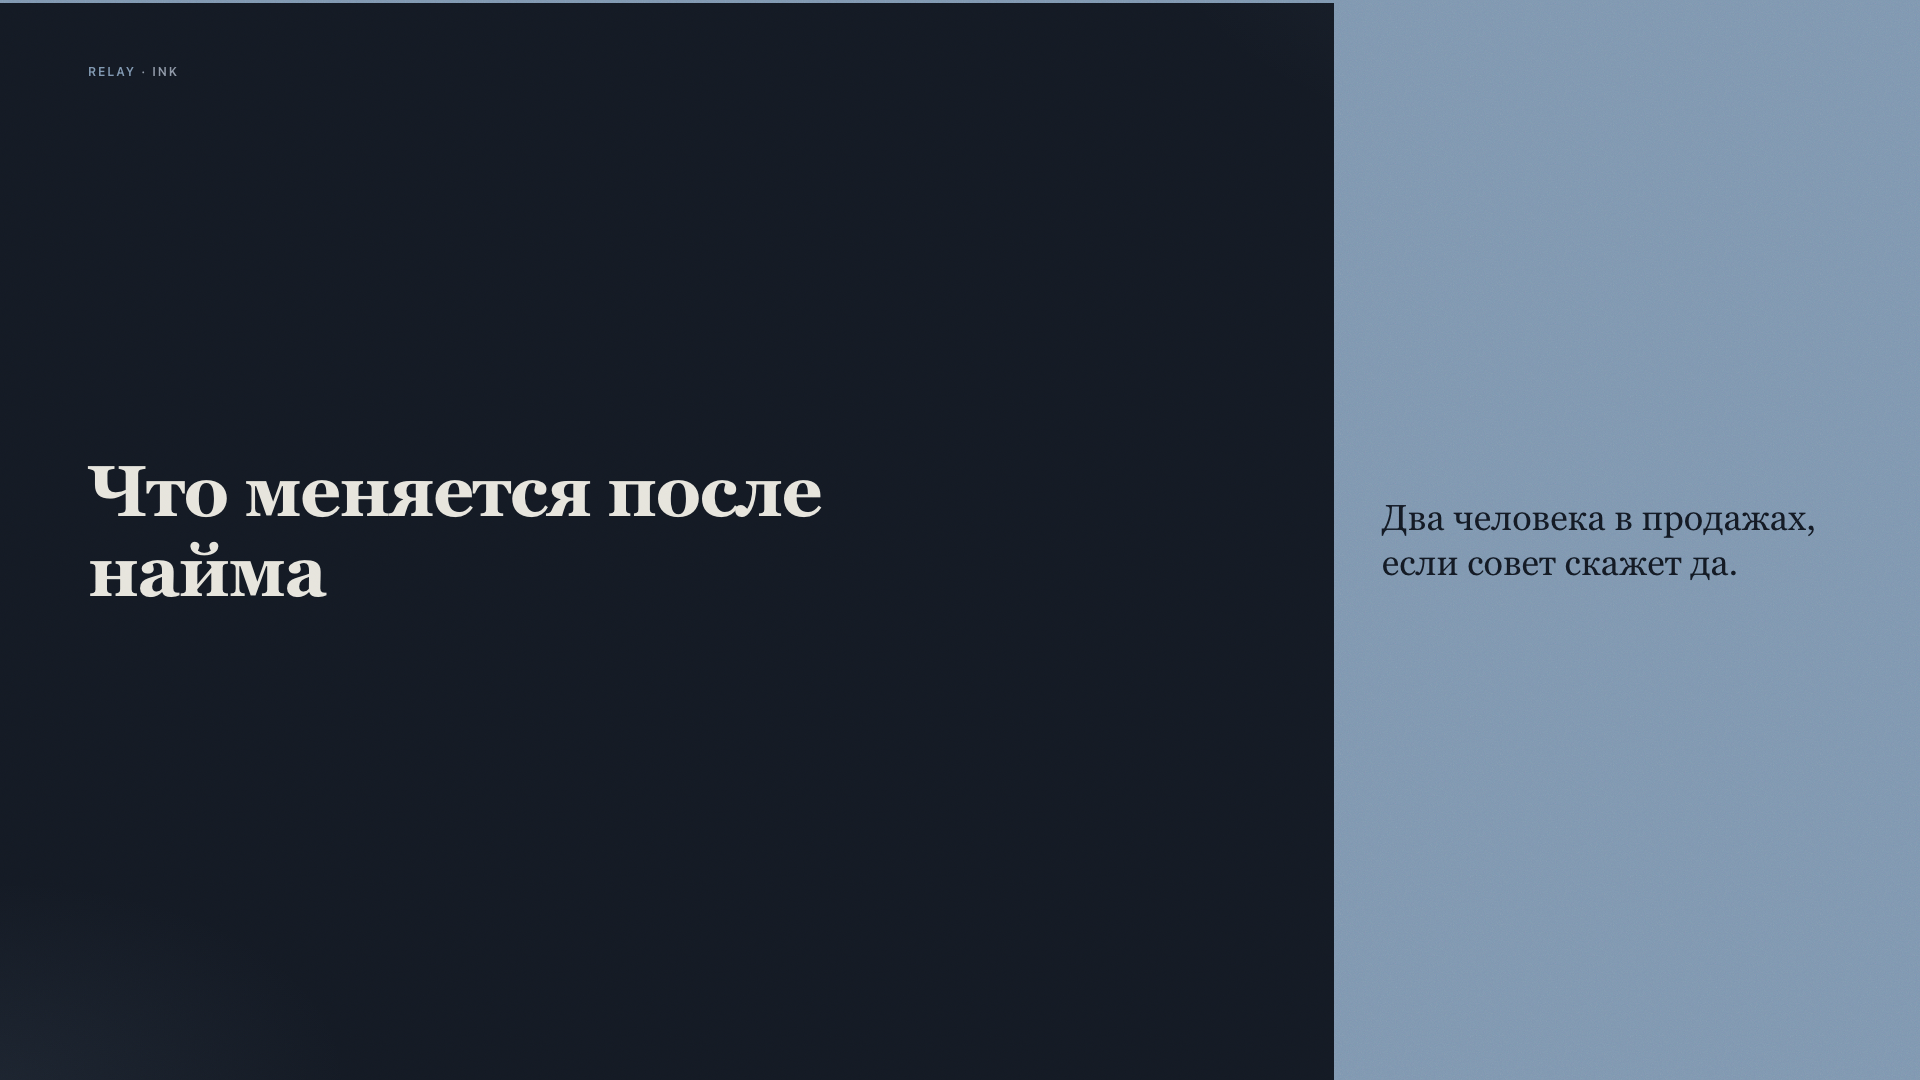 RELAY · INK
Что меняется после
найма
Два человека в продажах,
если совет скажет да.